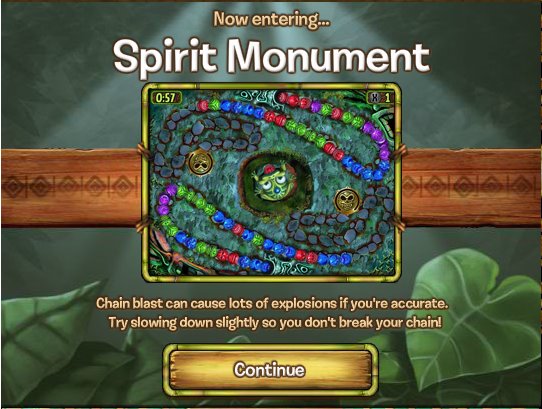 Now entering...
Spirit Monument
0:57
x 1
Chain blast can cause lots of explosions if you're accurate.
Try slowing down slightly so you don't break your chain!
Continue